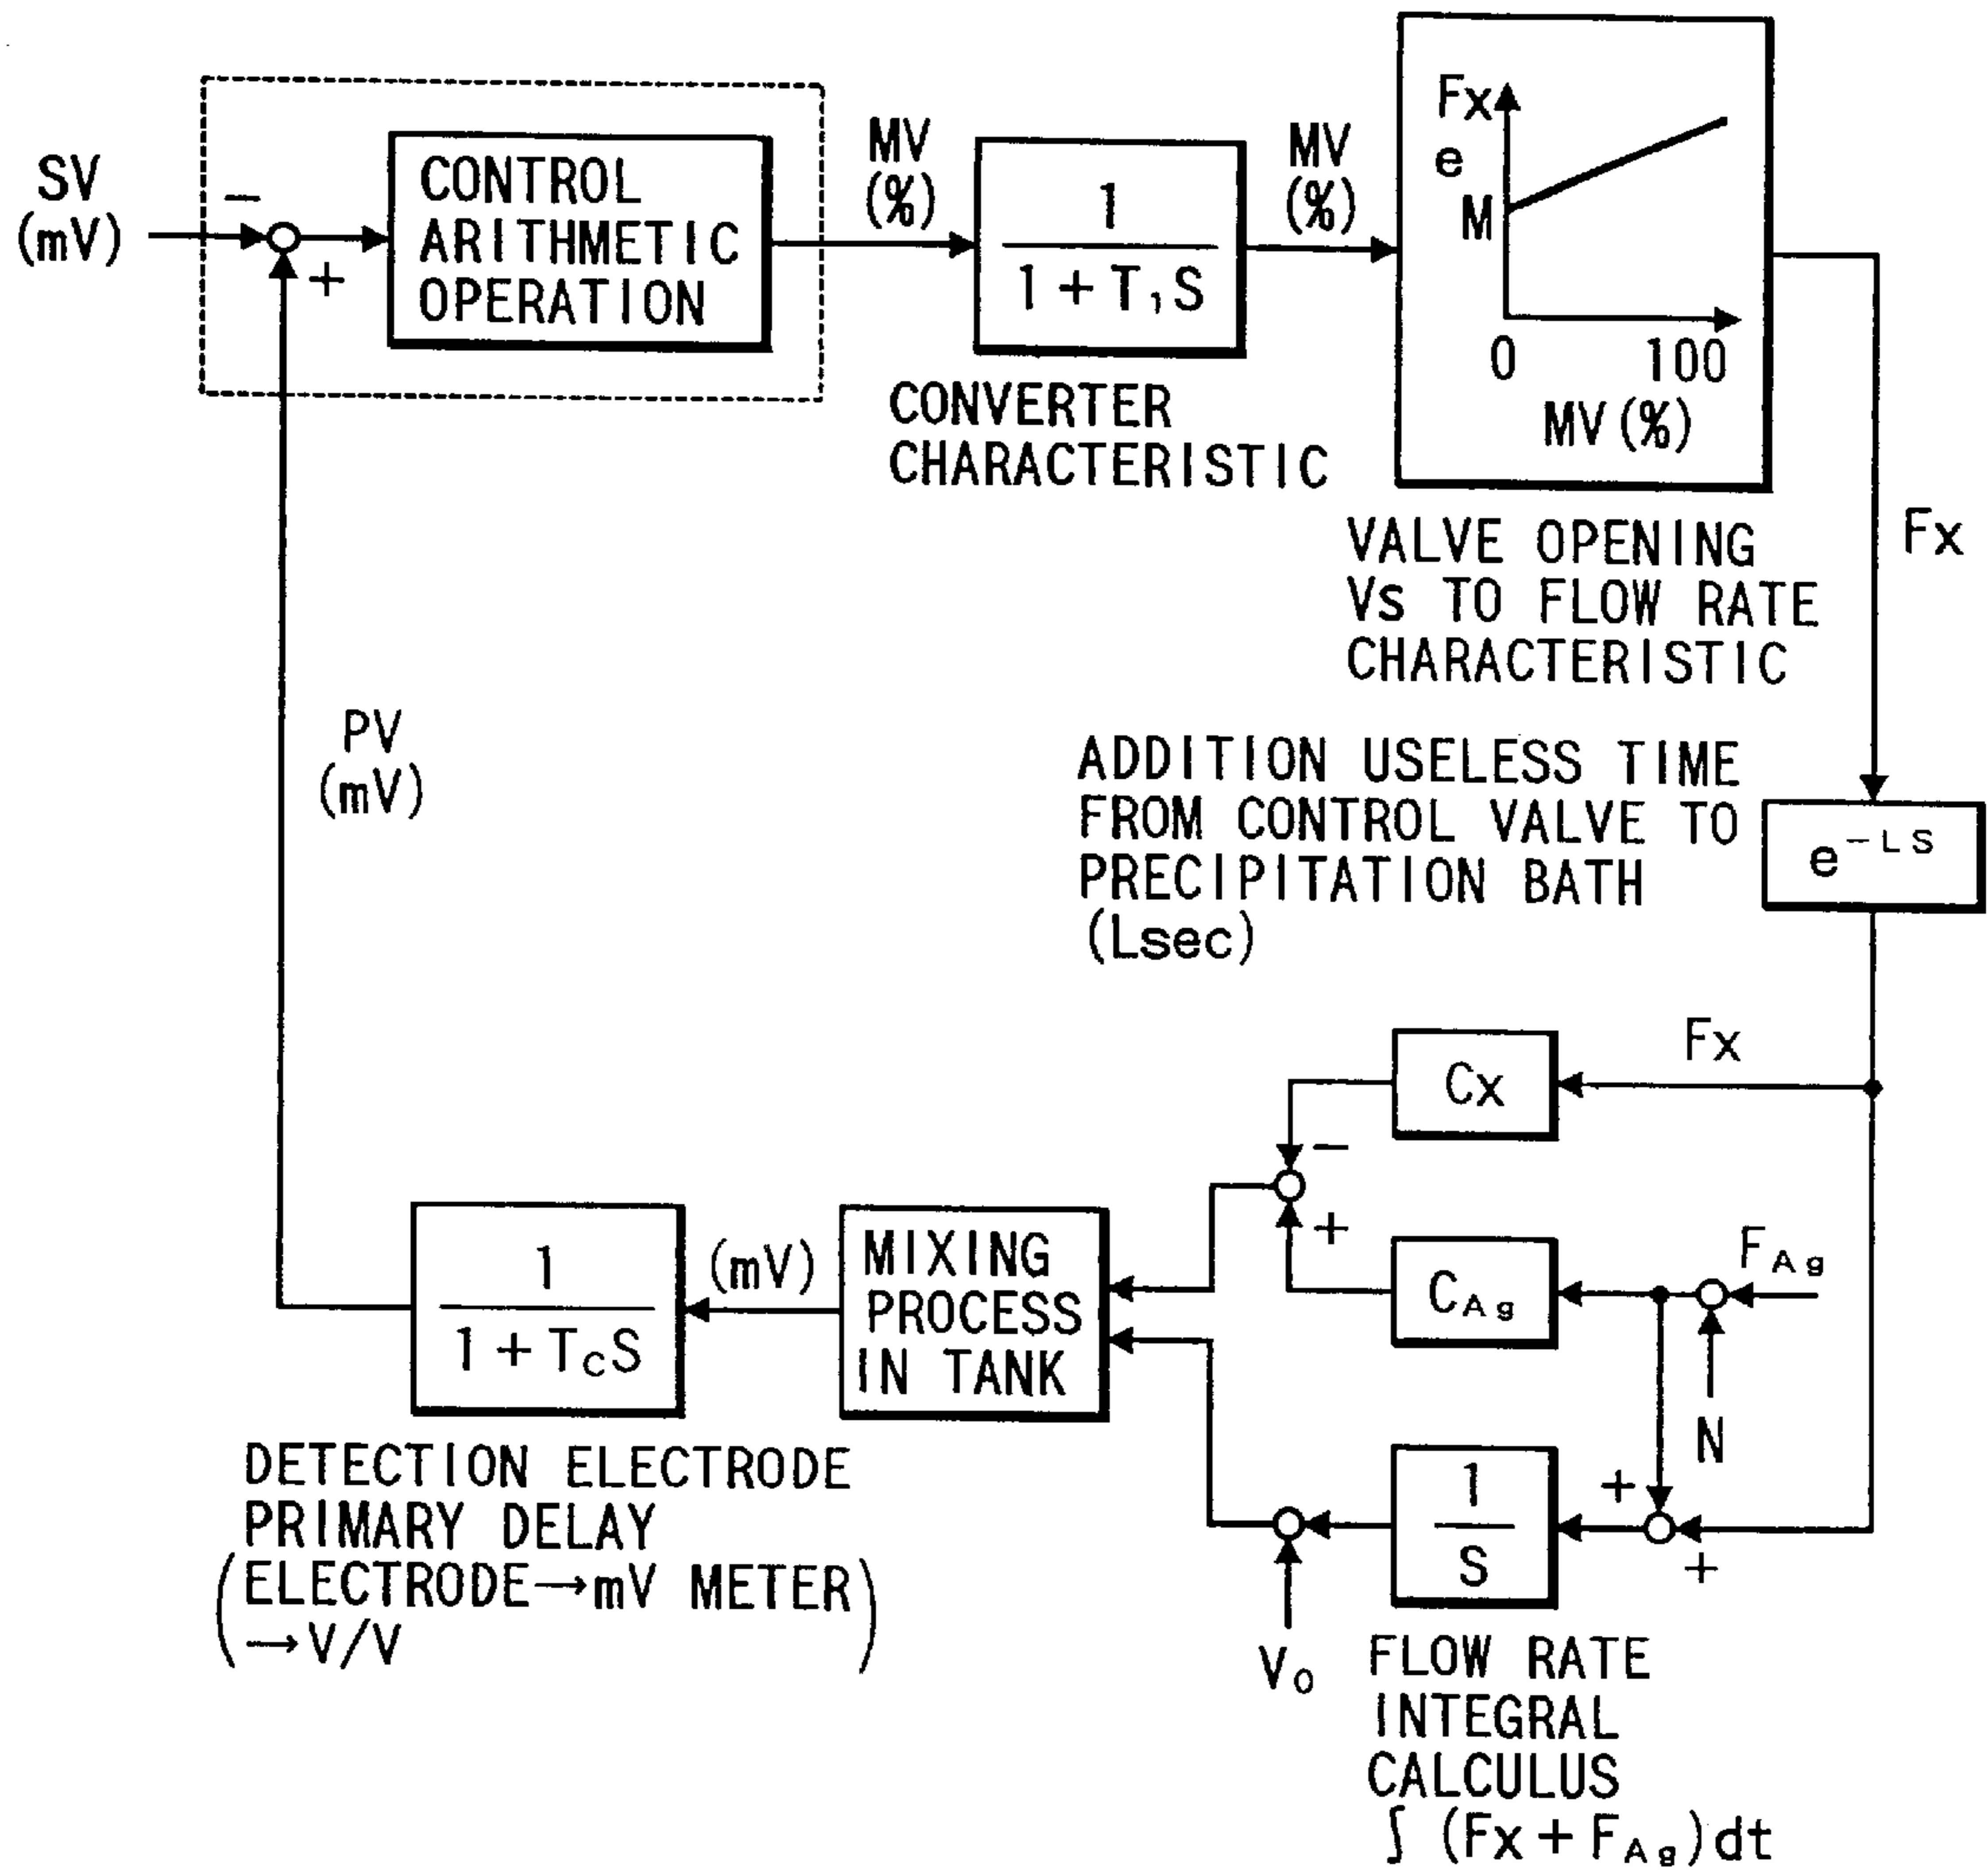 SV
(mV)
−
+
CONTROL
ARITHMETIC
OPERATION
MV
(%)
1
1 + T₁S
CONVERTER
CHARACTERISTIC
MV
(%)
Fx
e
M
0 100
MV (%)
VALVE OPENING
Vs TO FLOW RATE
CHARACTERISTIC
Fx
PV
(mV)
ADDITION USELESS TIME
FROM CONTROL VALVE TO
PRECIPITATION BATH
(Lsec)
e^−LS
Fx
Cx
−
+
C_Ag
F_Ag
N
MIXING
PROCESS
IN TANK
(mV)
1
1 + T_CS
DETECTION ELECTRODE
PRIMARY DELAY
(ELECTRODE→mV METER
→V/V)
1
S
+
+
V₀
FLOW RATE
INTEGRAL
CALCULUS
∫ (Fx + F_Ag) dt